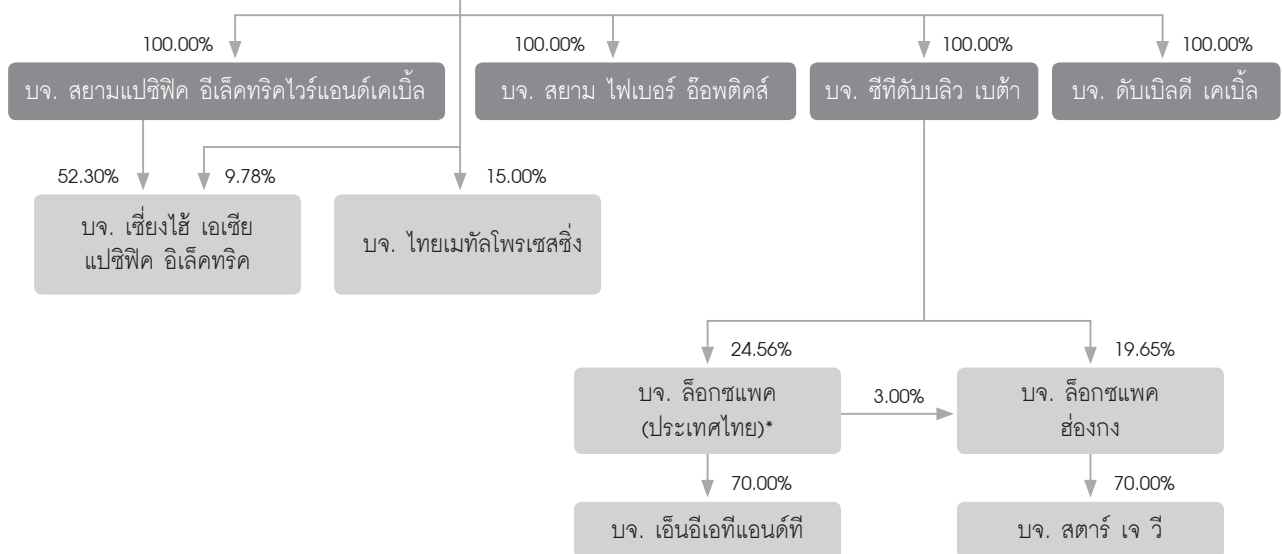 100.00% 100.00% 100.00% 100.00%
บจ. สยามแปซิฟิค อีเล็คทริคไวร์แอนด์เคเบิ้ล
บจ. สยาม ไฟเบอร์ อ๊อพติคส์
บจ. ซีทีดับบลิว เบต้า
บจ. ดับเบิลดี เคเบิ้ล
52.30% 9.78% 15.00%
บจ. เซี่ยงไฮ้ เอเซีย
แปซิฟิค อิเล็คทริค
บจ. ไทยเมทัลโพรเซสซิ่ง
24.56% 19.65%
บจ. ล็อกซแพค
(ประเทศไทย)*
3.00%
บจ. ล็อกซแพค
ฮ่องกง
70.00% 70.00%
บจ. เอ็นอีเอทีแอนด์ที
บจ. สตาร์ เจ วี